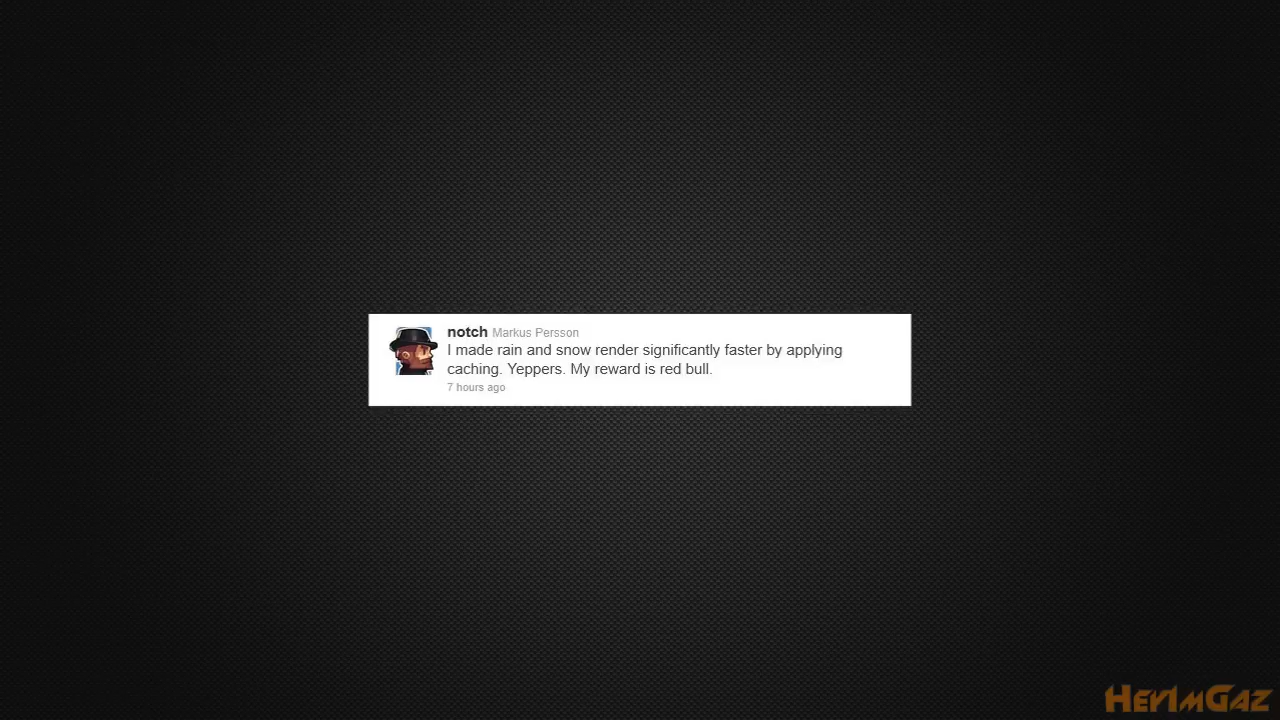 notch Markus Persson
I made rain and snow render significantly faster by applying
caching. Yeppers. My reward is red bull.
7 hours ago
HeyImGaz